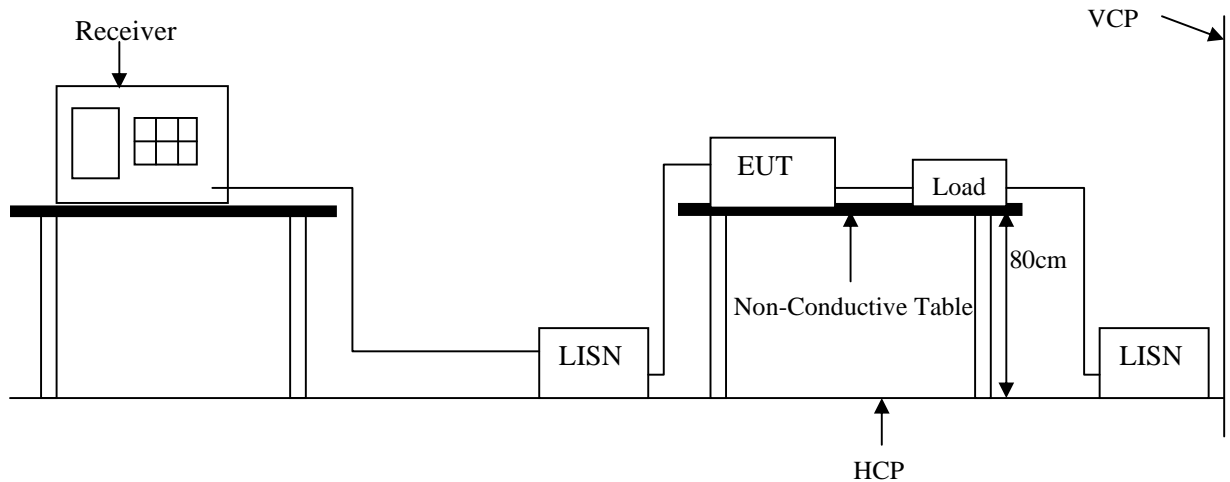 VCP
Receiver
EUT
Load
80cm
Non-Conductive Table
LISN
LISN
HCP